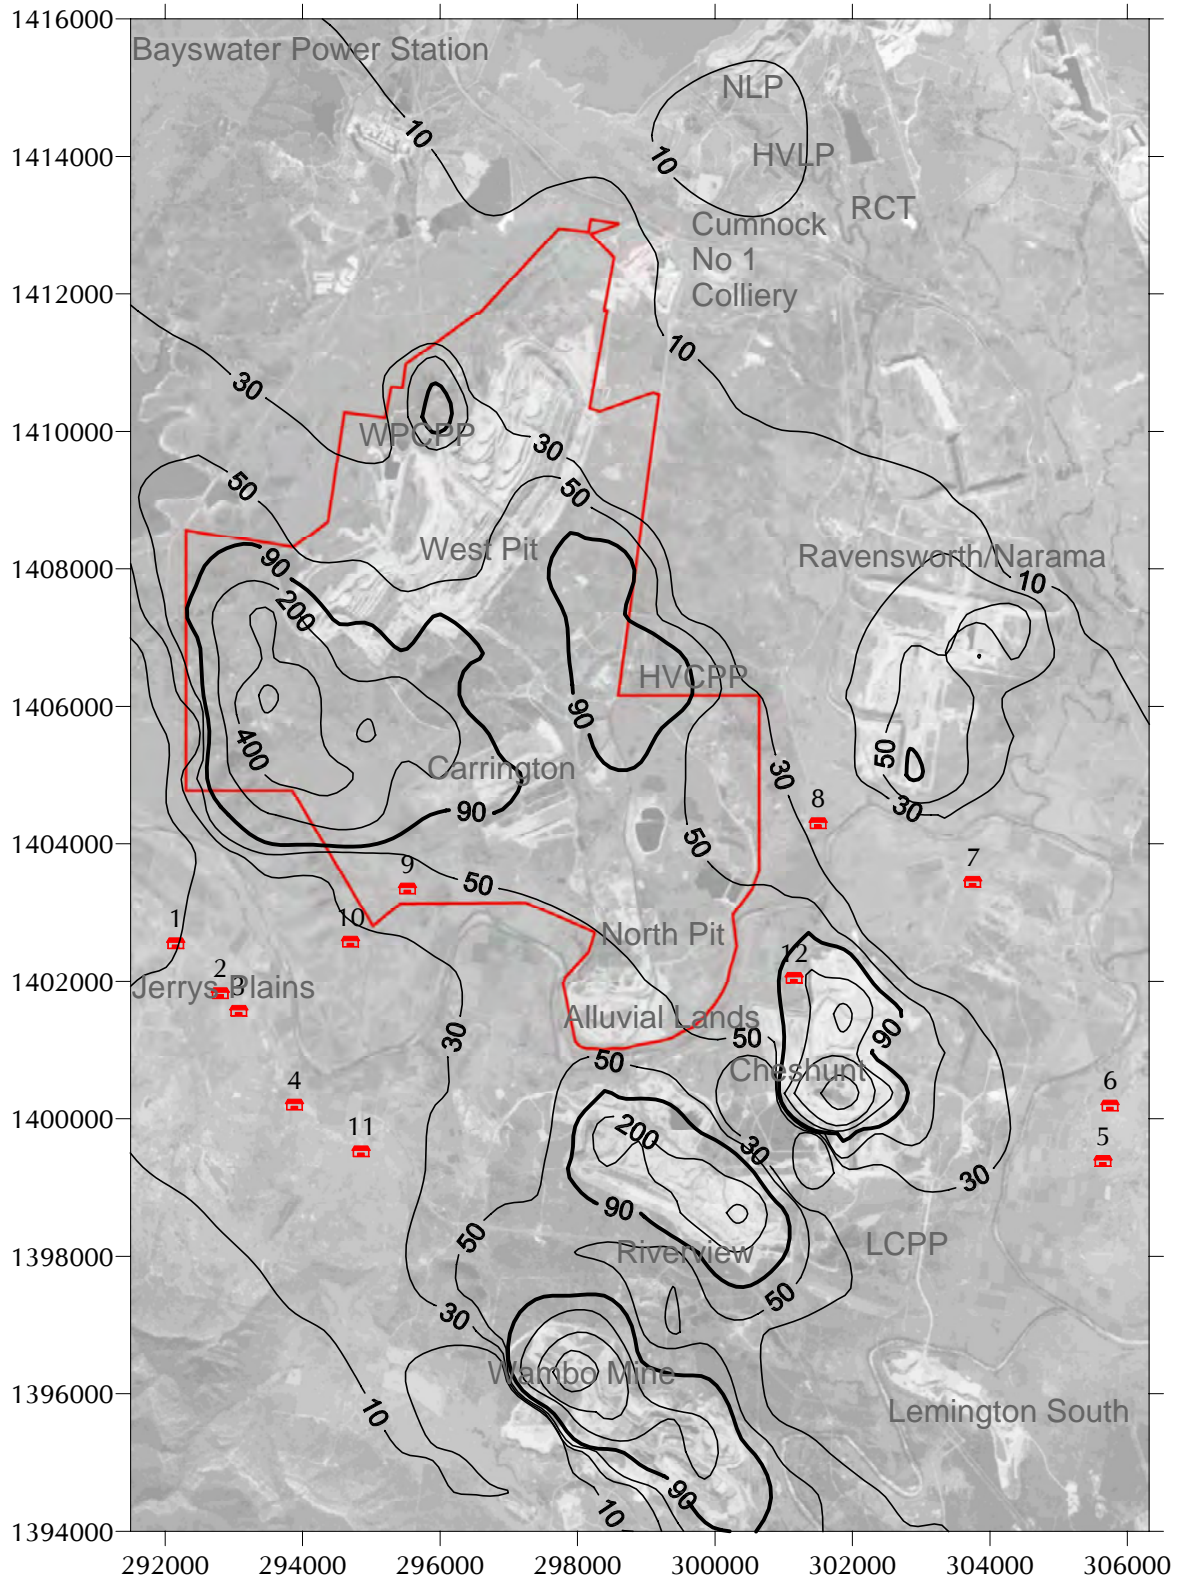 1416000
Bayswater Power Station
NLP
10
1414000
10
HVLP
RCT
Cumnock
No 1
Colliery
1412000
10
30
1410000
WPCPP
30
50
50
West Pit
Ravensworth/Narama
1408000
90
10
200
HVCPP
1406000
90
400
50
Carrington
30
90
30
8
1404000
50
9
7
50
1
10
North Pit
12
2
1402000
Jerrys Plains
3
Alluvial Lands
90
30
50
50
Cheshunt
4
6
1400000
200
11
30
5
30
90
50
Riverview
LCPP
1398000
50
30
Wambo Mine
1396000
10
Lemington South
90
10
1394000
292000 294000 296000 298000 300000 302000 304000 306000